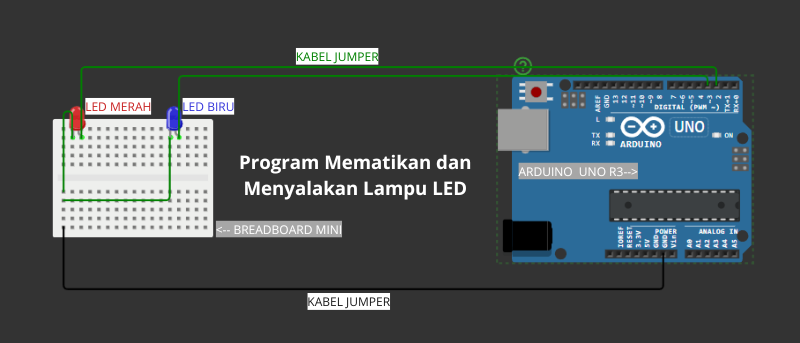 KABEL JUMPER
LED MERAH
LED BIRU
AREF
GND
13
12
~11
~10
~9
8
7
~6
~5
4
~3
2
TX→1
RX←0
DIGITAL (PWM ~)
L
TX
RX
UNO
ON
ARDUINO
Program Mematikan dan
Menyalakan Lampu LED
ARDUINO UNO R3-->
<-- BREADBOARD MINI
IOREF
RESET
3.3V
5V
GND
GND
Vin
POWER
ANALOG IN
A0
A1
A2
A3
A4
A5
KABEL JUMPER